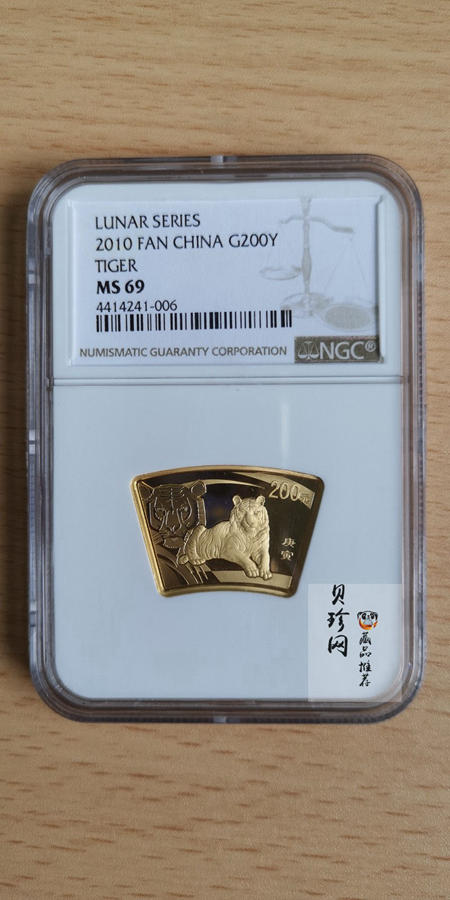 LUNAR SERIES
2010 FAN CHINA G200Y
TIGER
MS 69
4414241-006
NUMISMATIC GUARANTY CORPORATION
NGC®
200元
庚寅
贝珍网
藏品推荐